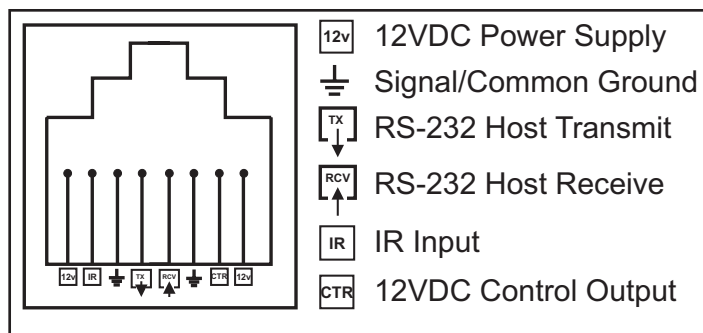 12v 12VDC Power Supply
Signal/Common Ground
TX RS-232 Host Transmit
RCV RS-232 Host Receive
IR IR Input
CTR 12VDC Control Output
12v IR TX RCV CTR 12v